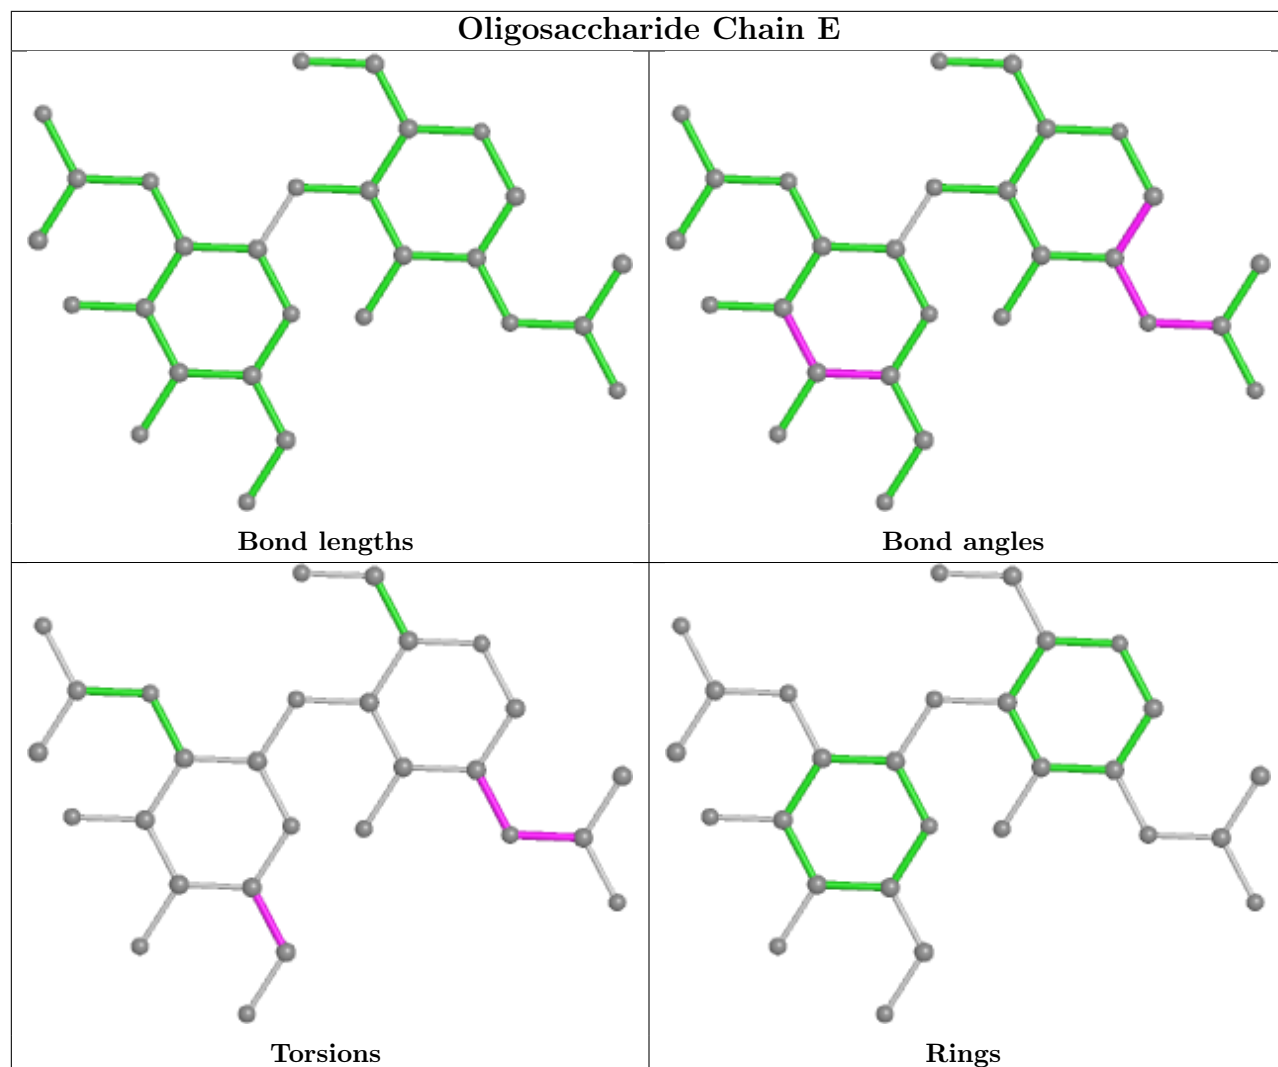 Oligosaccharide Chain E
Bond lengths
Bond angles
Torsions
Rings